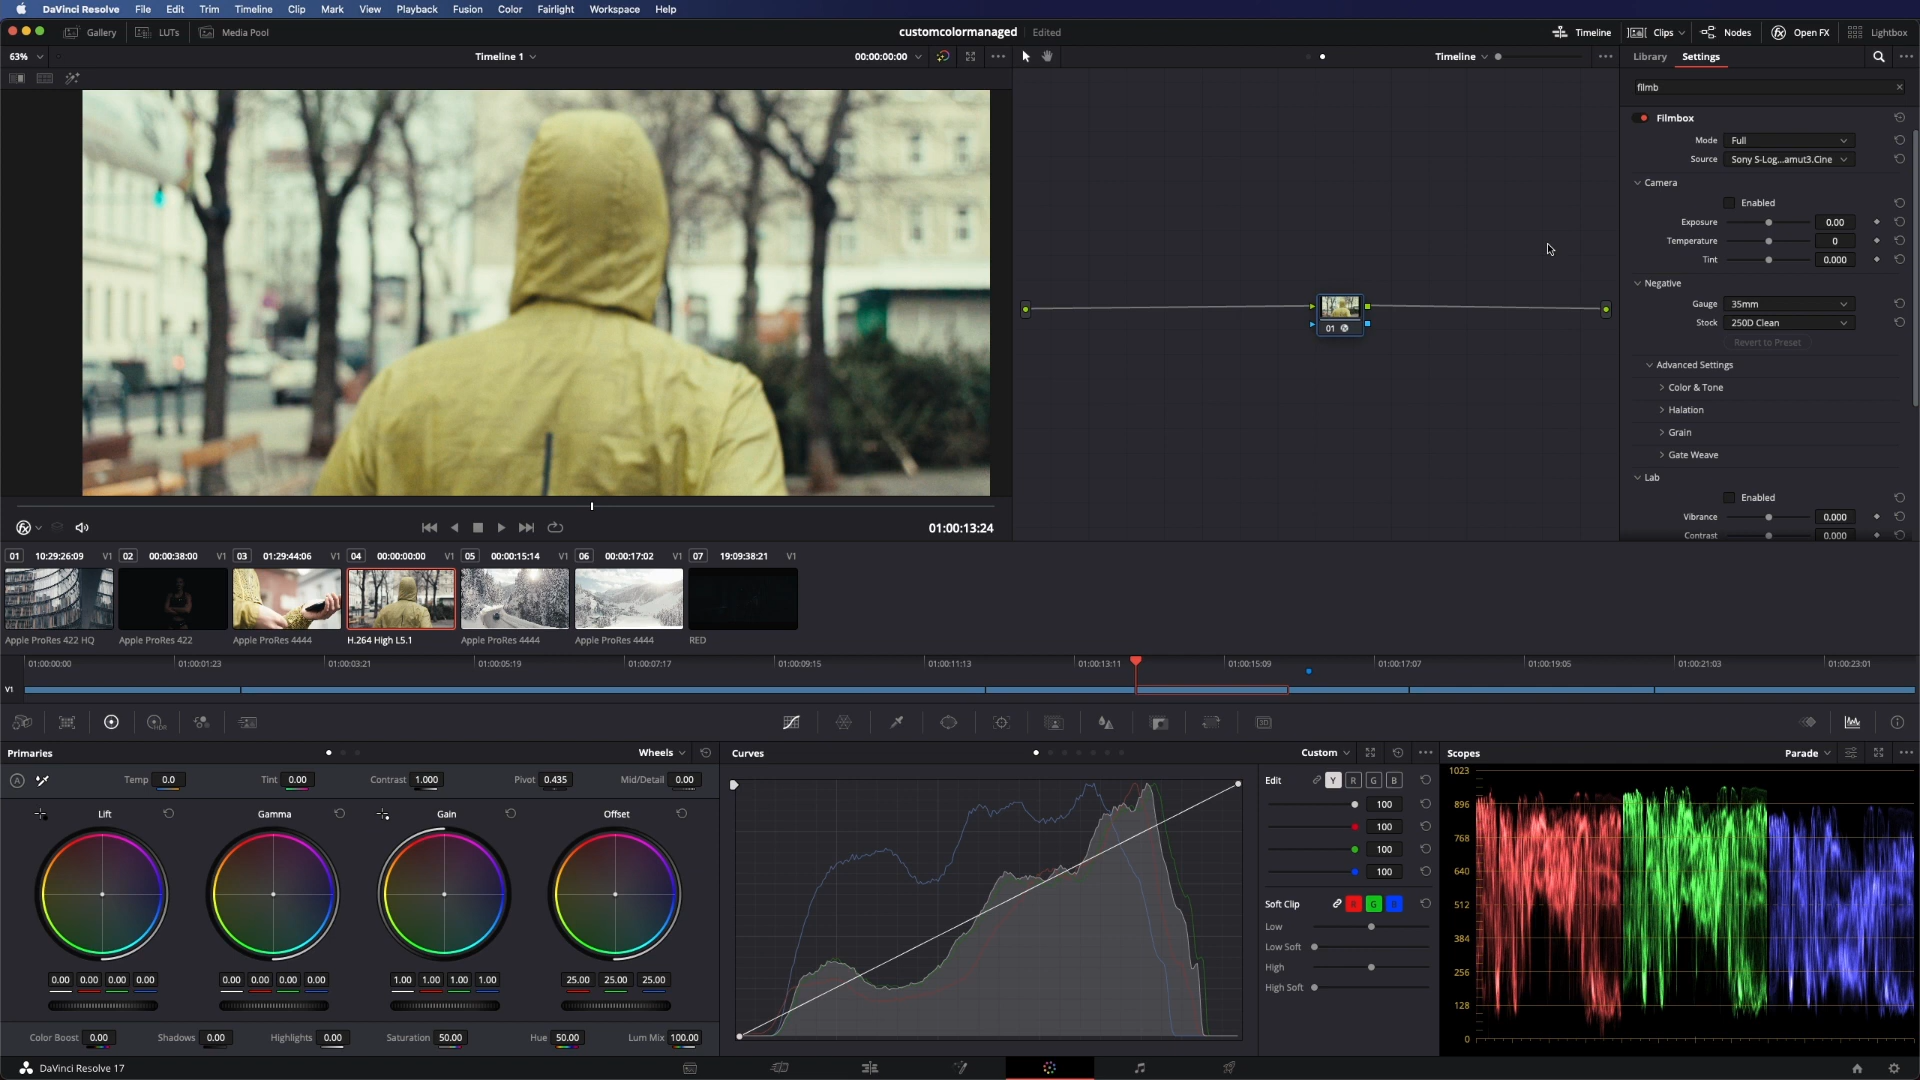 DaVinci Resolve File Edit Trim Timeline Clip Mark View Playback Fusion Color Fairlight Workspace Help
Gallery LUTs Media Pool customcolormanaged Edited Timeline Clips Nodes Open FX Lightbox
63% Timeline 1 00:00:00:00 Timeline Library Settings
filmb
Filmbox
Mode Full
Source Sony S-Log...amut3.Cine
Camera
Enabled
Exposure 0.00
Temperature 0
Tint 0.000
Negative
Gauge 35mm
Stock 250D Clean
Revert to Preset
Advanced Settings
Color & Tone
Halation
Grain
Gate Weave
Lab
Enabled
Vibrance 0.000
Contrast 0.000
01
01:00:13:24
01 10:29:26:09 V1 02 00:00:38:00 V1 03 01:29:44:06 V1 04 00:00:00:00 V1 05 00:00:15:14 V1 06 00:00:17:02 V1 07 19:09:38:21 V1
Apple ProRes 422 HQ Apple ProRes 422 Apple ProRes 4444 H.264 High L5.1 Apple ProRes 4444 Apple ProRes 4444 RED
01:00:00:00 01:00:01:23 01:00:03:21 01:00:05:19 01:00:07:17 01:00:09:15 01:00:11:13 01:00:13:11 01:00:15:09 01:00:17:07 01:00:19:05 01:00:21:03 01:00:23:01
V1
Primaries Wheels
A Temp 0.0 Tint 0.00 Contrast 1.000 Pivot 0.435 Mid/Detail 0.00
Lift Gamma Gain Offset
0.00 0.00 0.00 0.00 0.00 0.00 0.00 0.00 1.00 1.00 1.00 1.00 25.00 25.00 25.00
Color Boost 0.00 Shadows 0.00 Highlights 0.00 Saturation 50.00 Hue 50.00 Lum Mix 100.00
Curves Custom
Edit Y R G B
100
100
100
100
Soft Clip R G B
Low
Low Soft
High
High Soft
Scopes Parade
1023
896
768
640
512
384
256
128
0
DaVinci Resolve 17